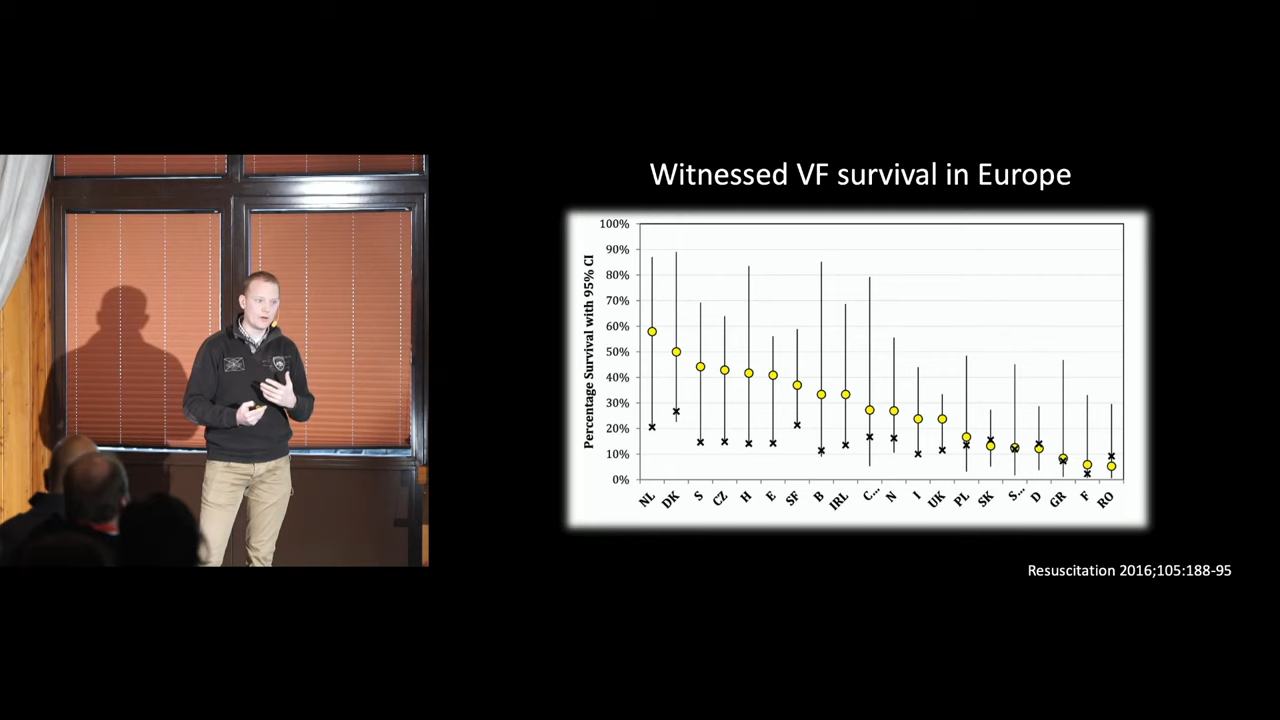 Witnessed VF survival in Europe
Percentage Survival with 95% CI
100%
90%
80%
70%
60%
50%
40%
30%
20%
10%
0%
NL DK S CZ H E SF B IRL C... N I UK PL SK S... D GR F RO
Resuscitation 2016;105:188-95